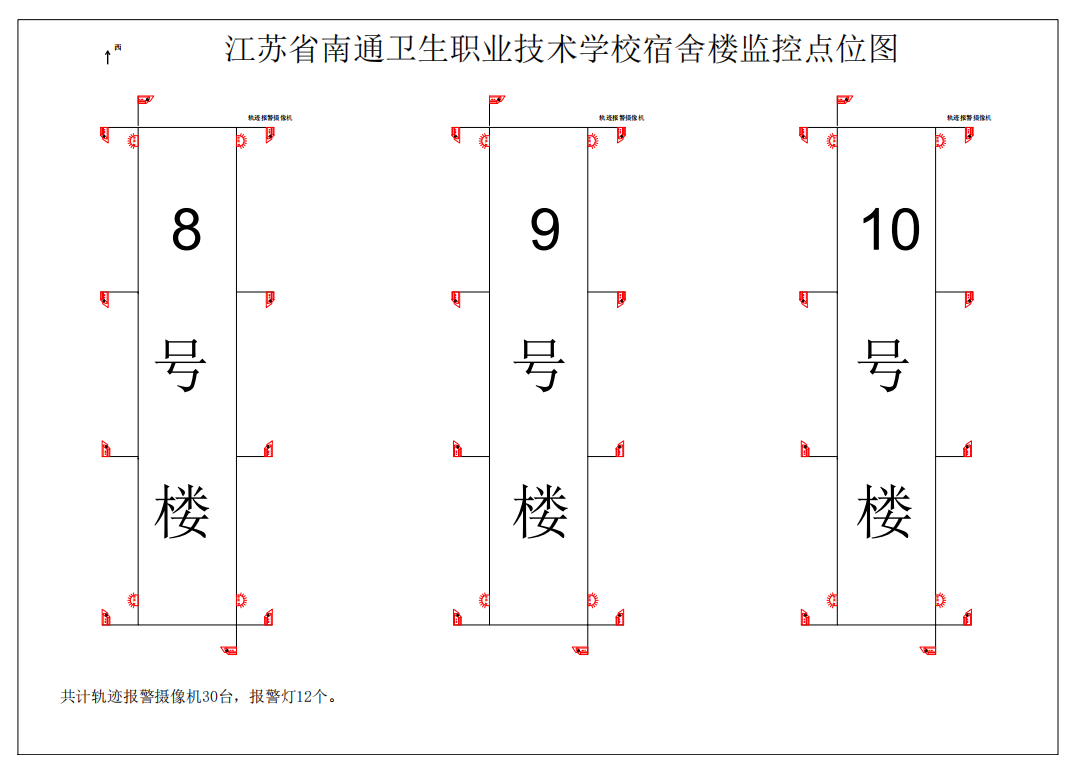 西
江苏省南通卫生职业技术学校宿舍楼监控点位图
轨迹报警摄像机
轨迹报警摄像机
轨迹报警摄像机
8
号
楼
9
号
楼
10
号
楼
共计轨迹报警摄像机30台，报警灯12个。